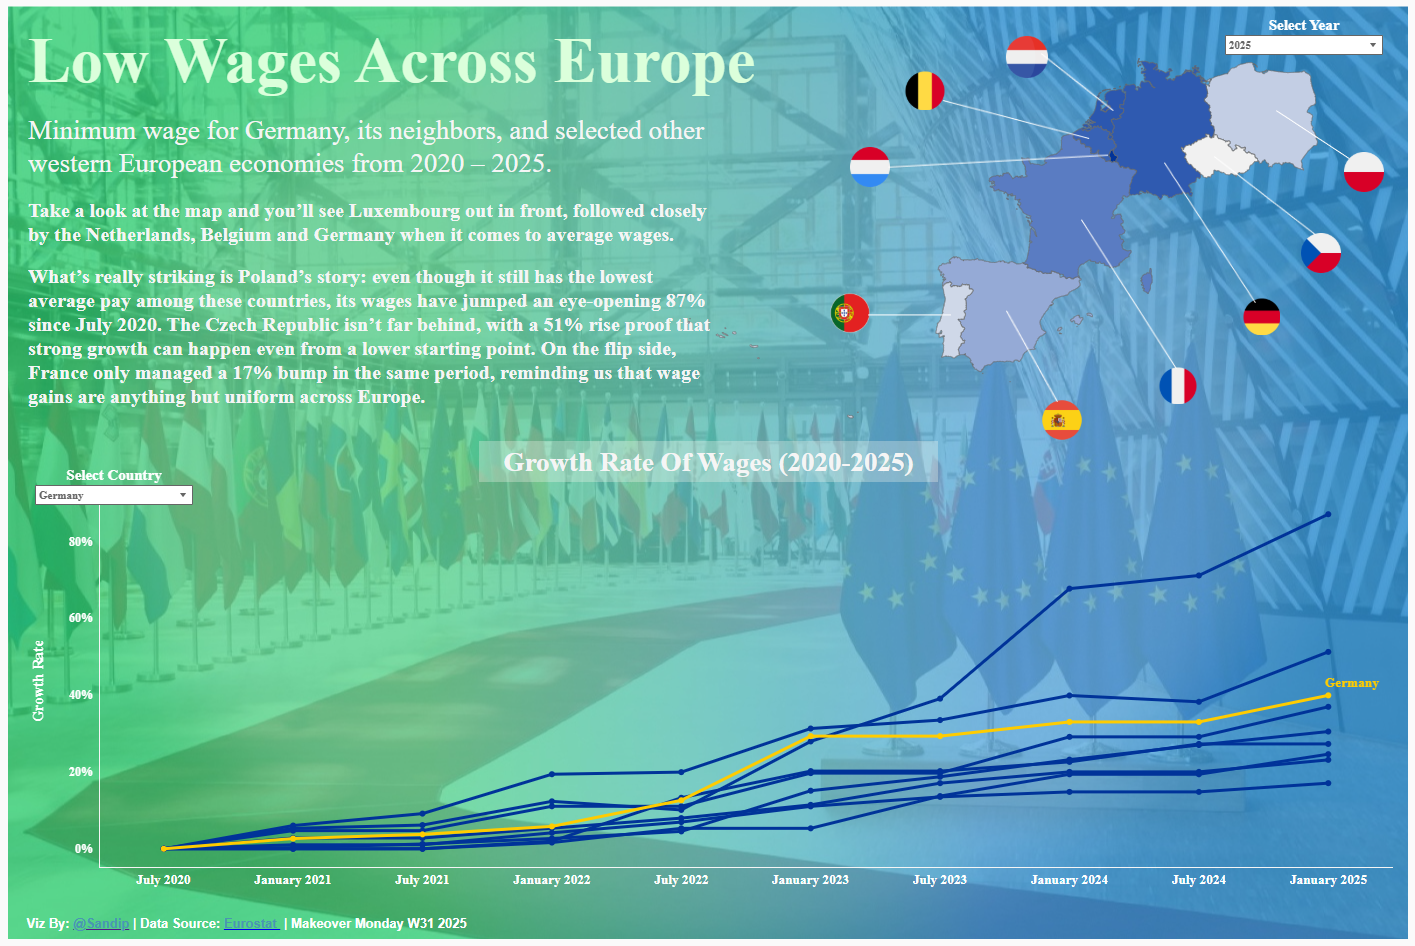 Low Wages Across Europe
Select Year
2025
Minimum wage for Germany, its neighbors, and selected other
western European economies from 2020 – 2025.
Take a look at the map and you’ll see Luxembourg out in front, followed closely
by the Netherlands, Belgium and Germany when it comes to average wages.
What’s really striking is Poland’s story: even though it still has the lowest
average pay among these countries, its wages have jumped an eye-opening 87%
since July 2020. The Czech Republic isn’t far behind, with a 51% rise proof that
strong growth can happen even from a lower starting point. On the flip side,
France only managed a 17% bump in the same period, reminding us that wage
gains are anything but uniform across Europe.
Growth Rate Of Wages (2020-2025)
Select Country
Germany
80%
60%
40%
20%
0%
Growth Rate
Germany
July 2020
January 2021
July 2021
January 2022
July 2022
January 2023
July 2023
January 2024
July 2024
January 2025
Viz By: @Sandip | Data Source: Eurostat | Makeover Monday W31 2025